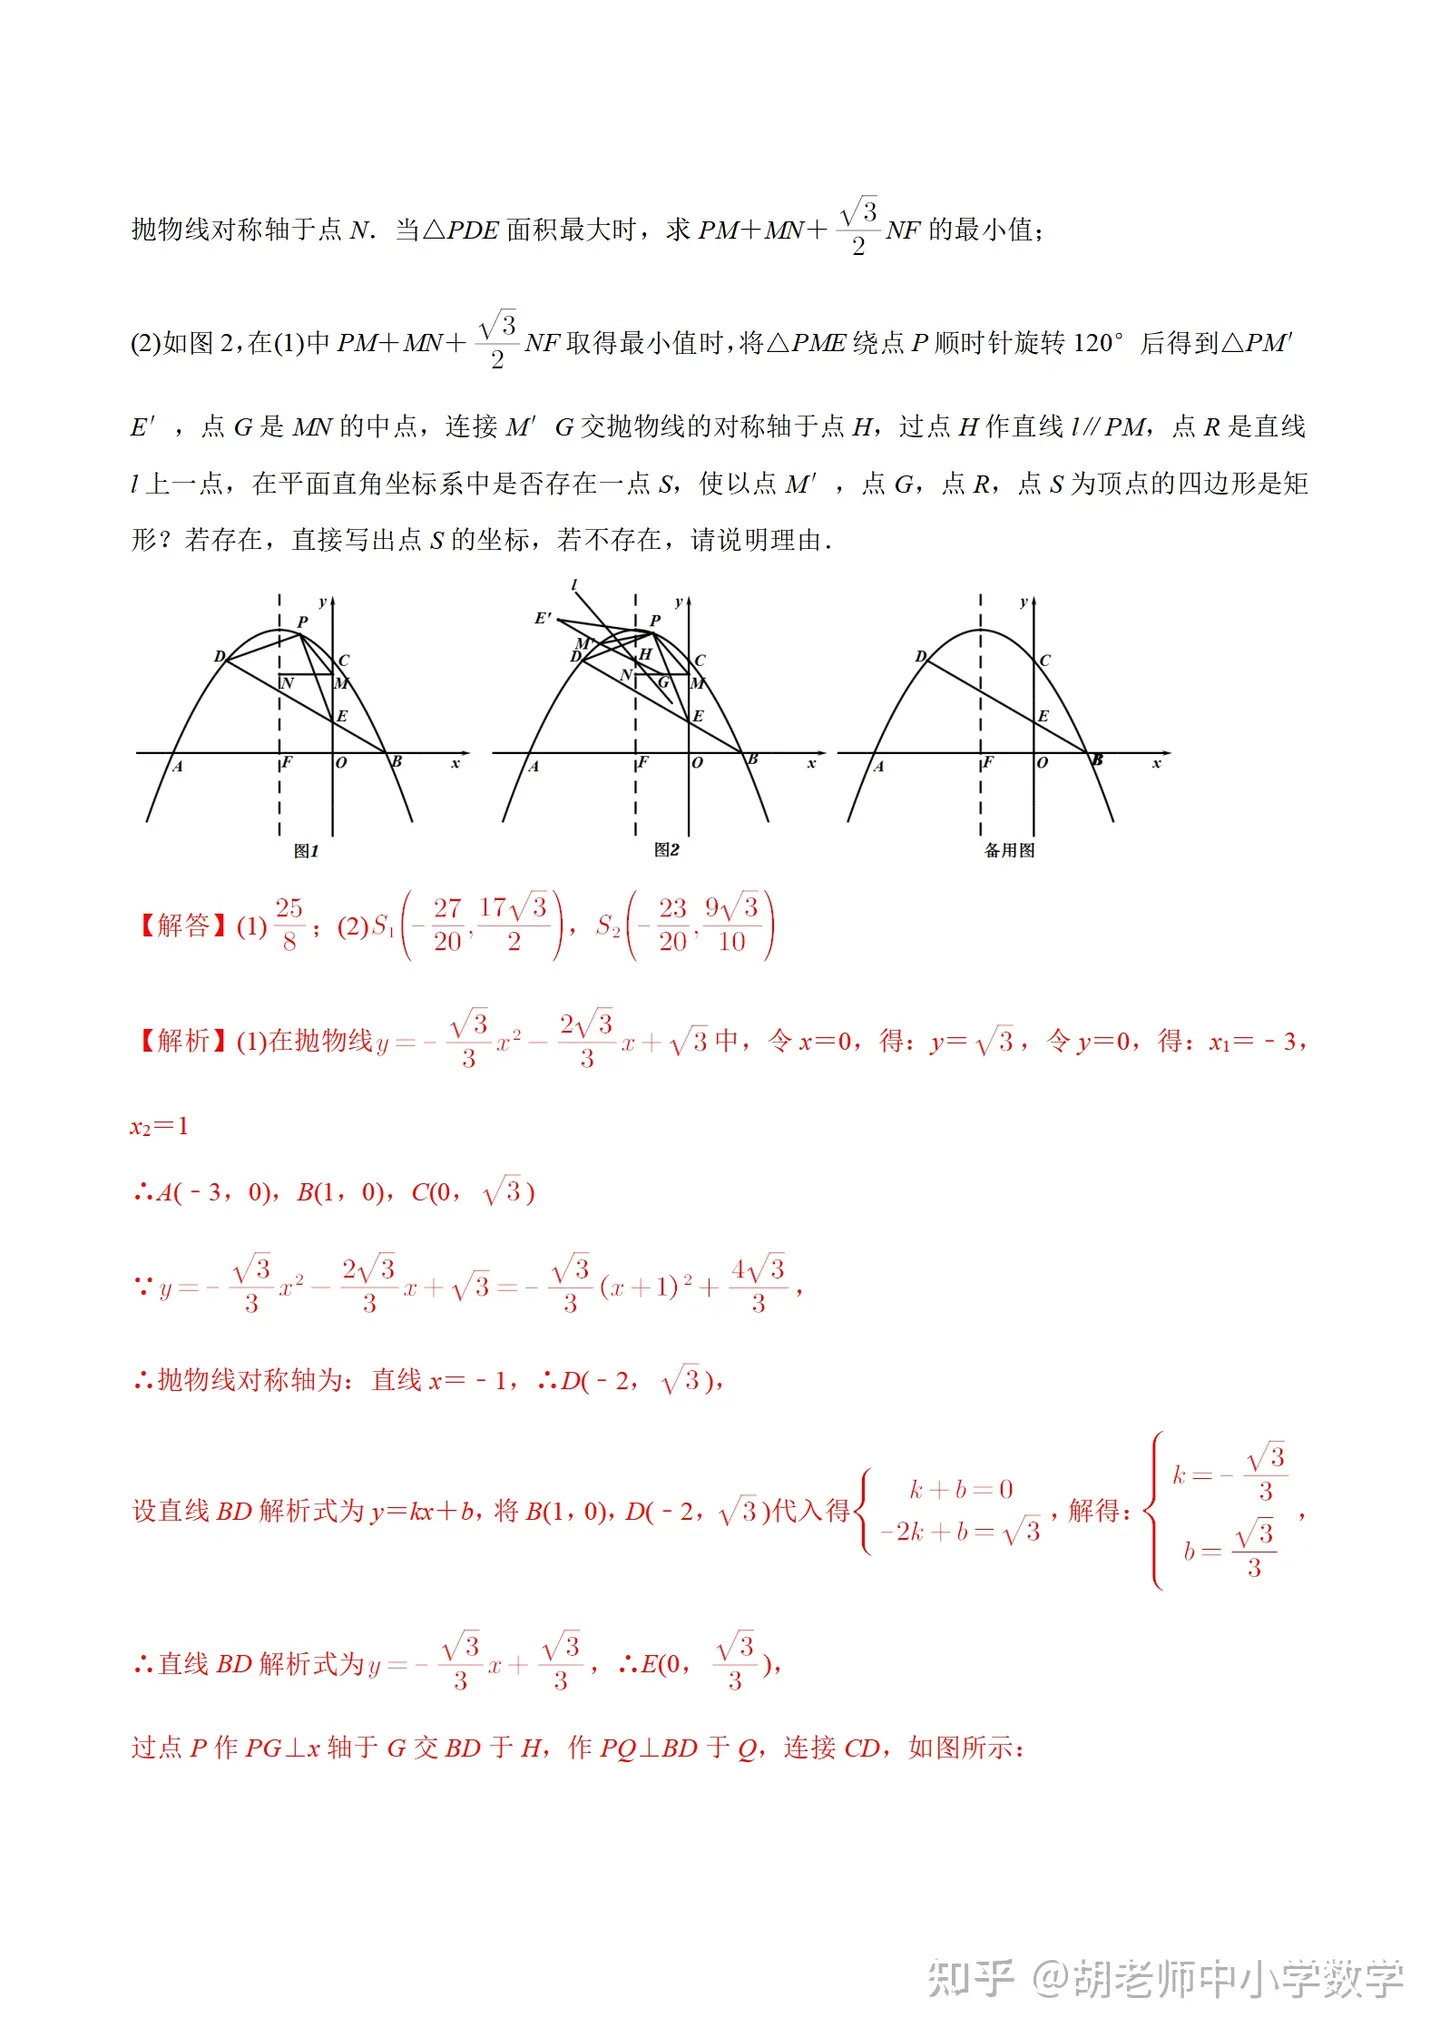 抛物线对称轴于点 N．当△PDE 面积最大时，求 PM＋MN＋$\frac{\sqrt{3}}{2}$NF 的最小值；
(2)如图 2，在(1)中 PM＋MN＋$\frac{\sqrt{3}}{2}$NF 取得最小值时，将△PME 绕点 P 顺时针旋转 120°后得到△PM′
E′，点 G 是 MN 的中点，连接 M′G 交抛物线的对称轴于点 H，过点 H 作直线 l∥PM，点 R 是直线
l 上一点，在平面直角坐标系中是否存在一点 S，使以点 M′，点 G，点 R，点 S 为顶点的四边形是矩
形？若存在，直接写出点 S 的坐标，若不存在，请说明理由．
y P D C N M E A F O B x
l y E′ P M′ D H C N G M E A F O B x
y D C E A F O B x
图1 图2 备用图
【解答】(1)$\frac{25}{8}$；(2)$S_1\left(-\frac{27}{20},\frac{17\sqrt{3}}{2}\right)$，$S_2\left(-\frac{23}{20},\frac{9\sqrt{3}}{10}\right)$
【解析】(1)在抛物线$y=-\frac{\sqrt{3}}{3}x^2-\frac{2\sqrt{3}}{3}x+\sqrt{3}$中，令 x＝0，得：y＝$\sqrt{3}$，令 y＝0，得：x₁＝﹣3，
x₂＝1
∴A(﹣3，0)，B(1，0)，C(0，$\sqrt{3}$)
∵$y=-\frac{\sqrt{3}}{3}x^2-\frac{2\sqrt{3}}{3}x+\sqrt{3}=-\frac{\sqrt{3}}{3}(x+1)^2+\frac{4\sqrt{3}}{3}$，
∴抛物线对称轴为：直线 x＝﹣1，∴D(﹣2，$\sqrt{3}$)，
设直线 BD 解析式为 y＝kx＋b，将 B(1，0)，D(﹣2，$\sqrt{3}$)代入得$\begin{cases}k+b=0\\-2k+b=\sqrt{3}\end{cases}$，解得：$\begin{cases}k=-\frac{\sqrt{3}}{3}\\b=\frac{\sqrt{3}}{3}\end{cases}$，
∴直线 BD 解析式为$y=-\frac{\sqrt{3}}{3}x+\frac{\sqrt{3}}{3}$，∴E(0，$\frac{\sqrt{3}}{3}$)，
过点 P 作 PG⊥x 轴于 G 交 BD 于 H，作 PQ⊥BD 于 Q，连接 CD，如图所示：
知乎 @胡老师中小学数学